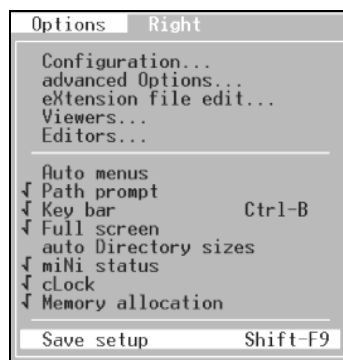 Options Right
Configuration...
advanced Options...
eXtension file edit...
Viewers...
Editors...
Auto menus
√ Path prompt
√ Key bar Ctrl-B
√ Full screen
auto Directory sizes
√ miNi status
√ cLock
√ Memory allocation
Save setup Shift-F9